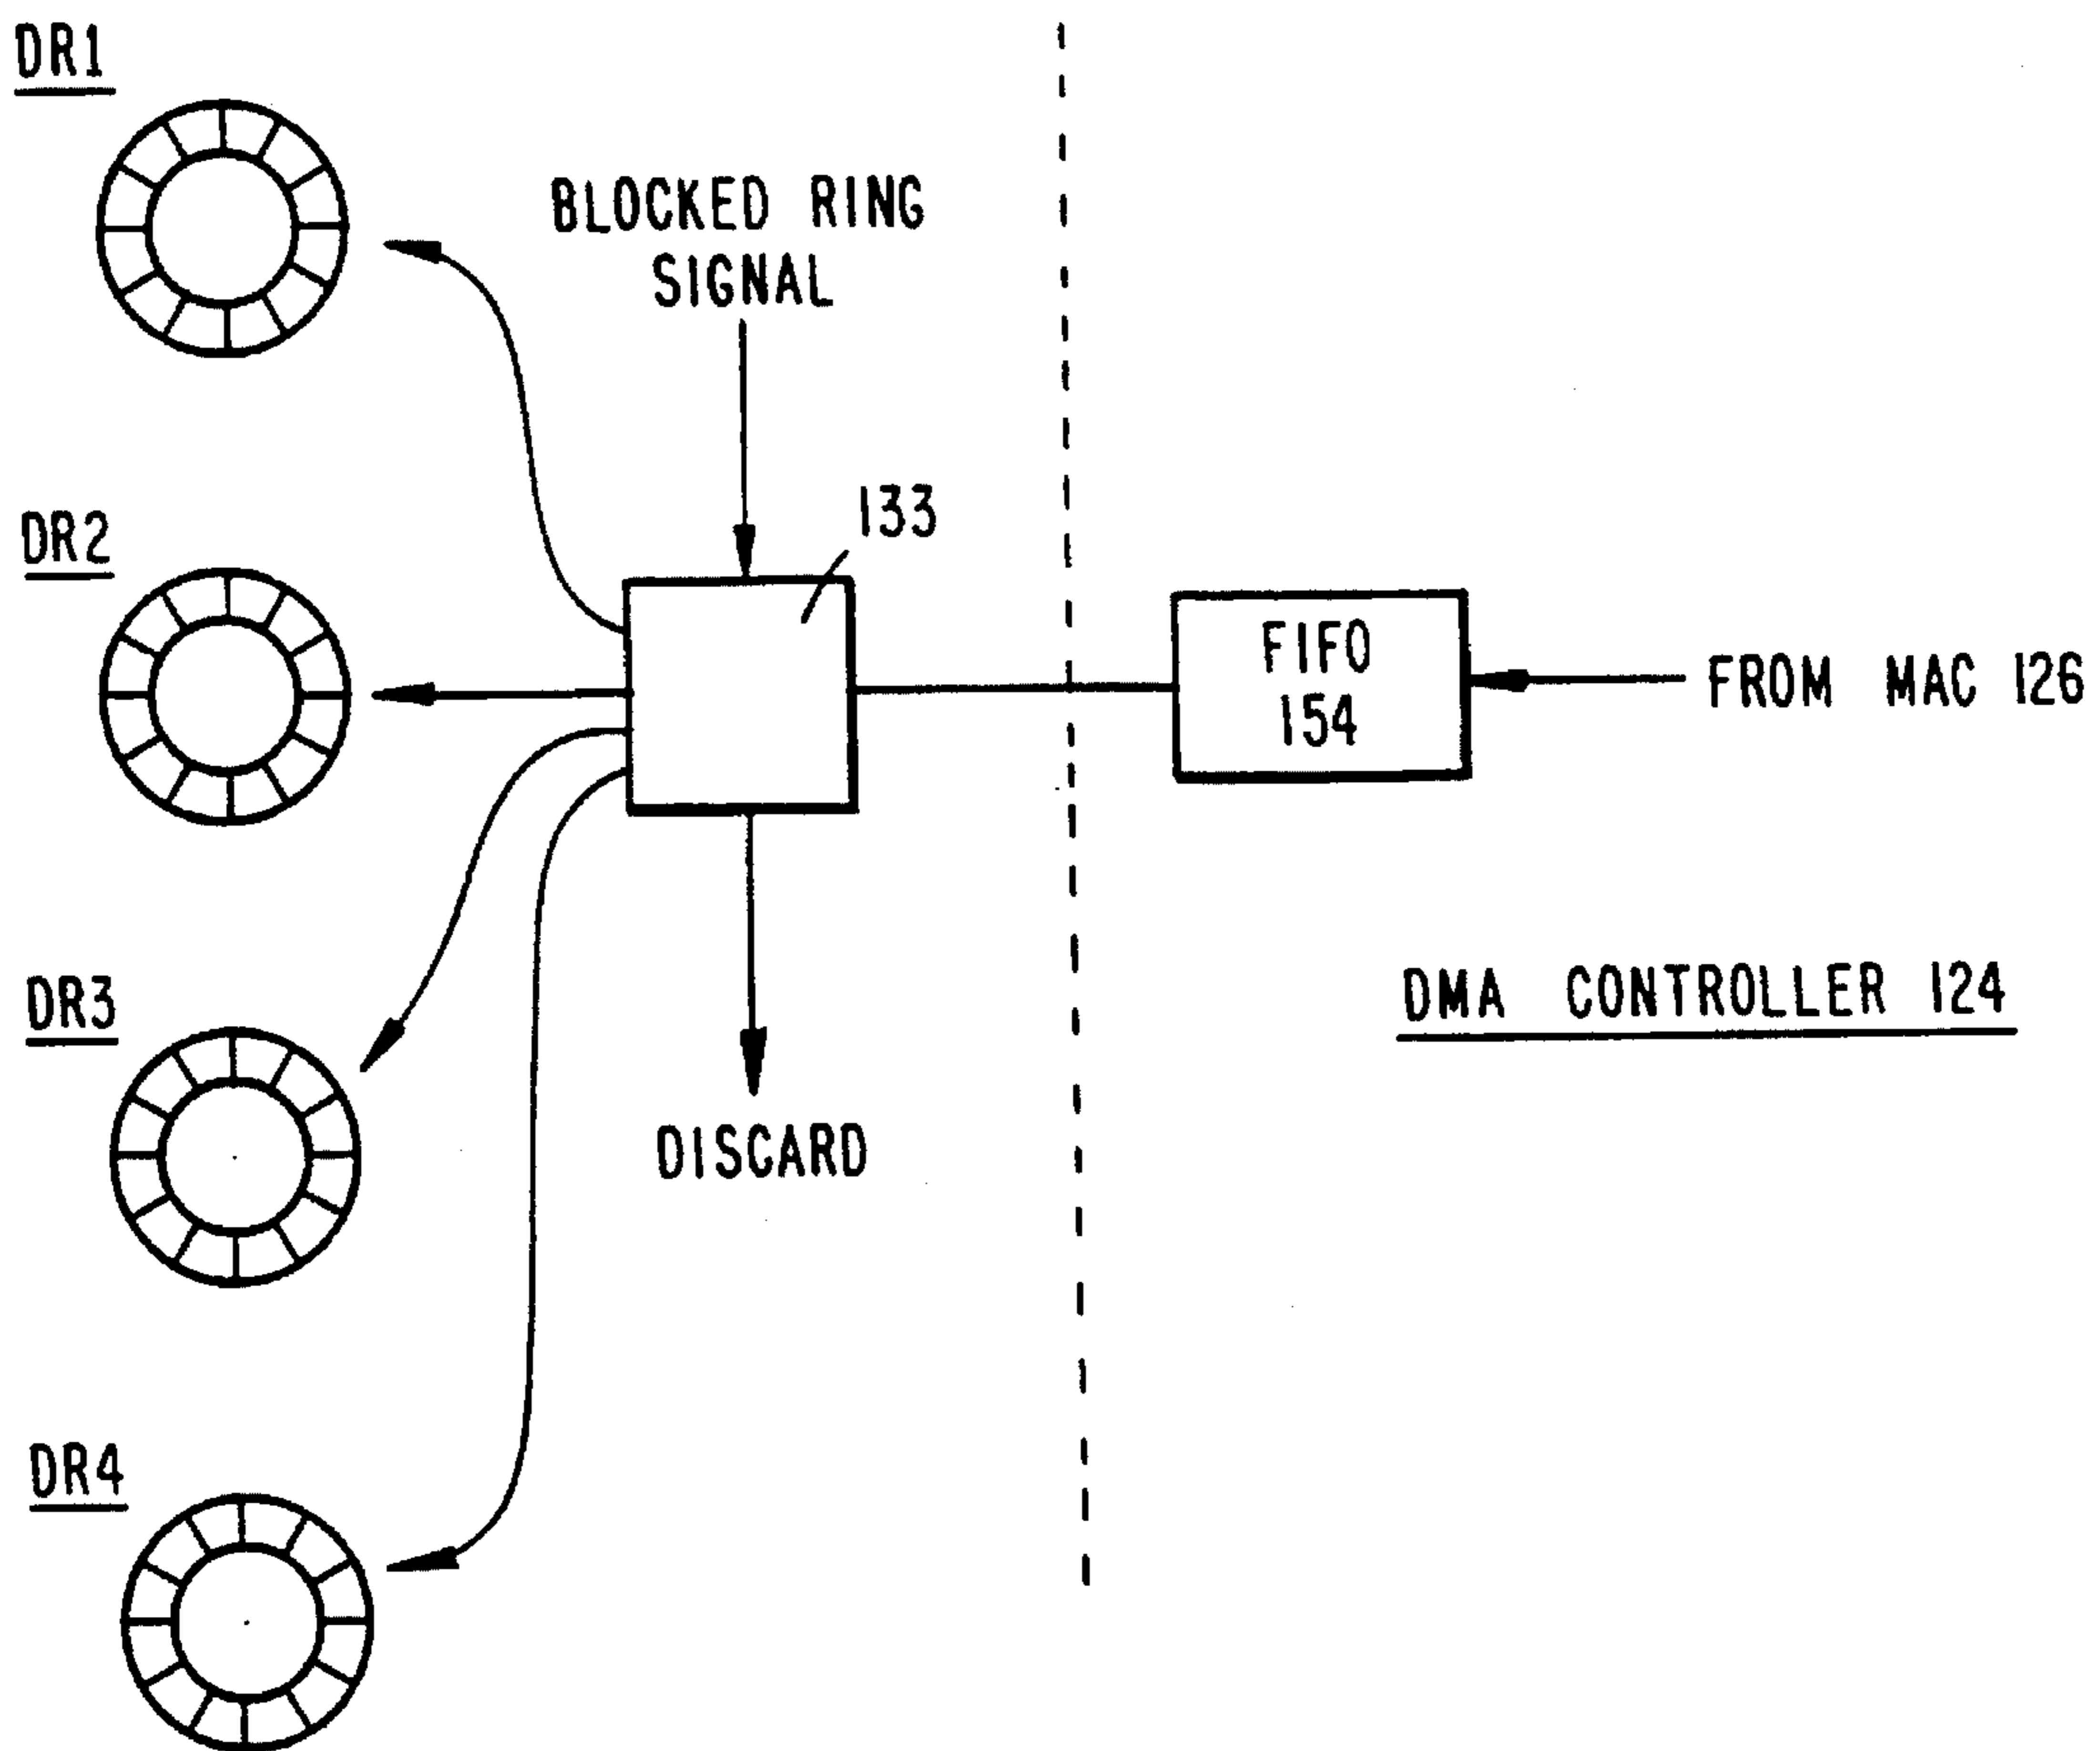 DR1
BLOCKED RING
SIGNAL
133
DR2
FIFO
154
FROM MAC 126
DR3
DMA CONTROLLER 124
DISCARD
DR4